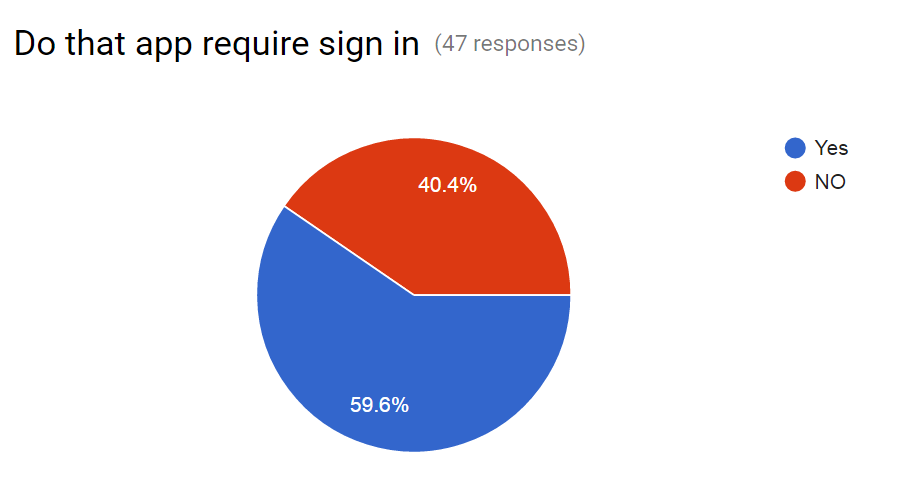 Do that app require sign in (47 responses)
Yes
NO
40.4%
59.6%